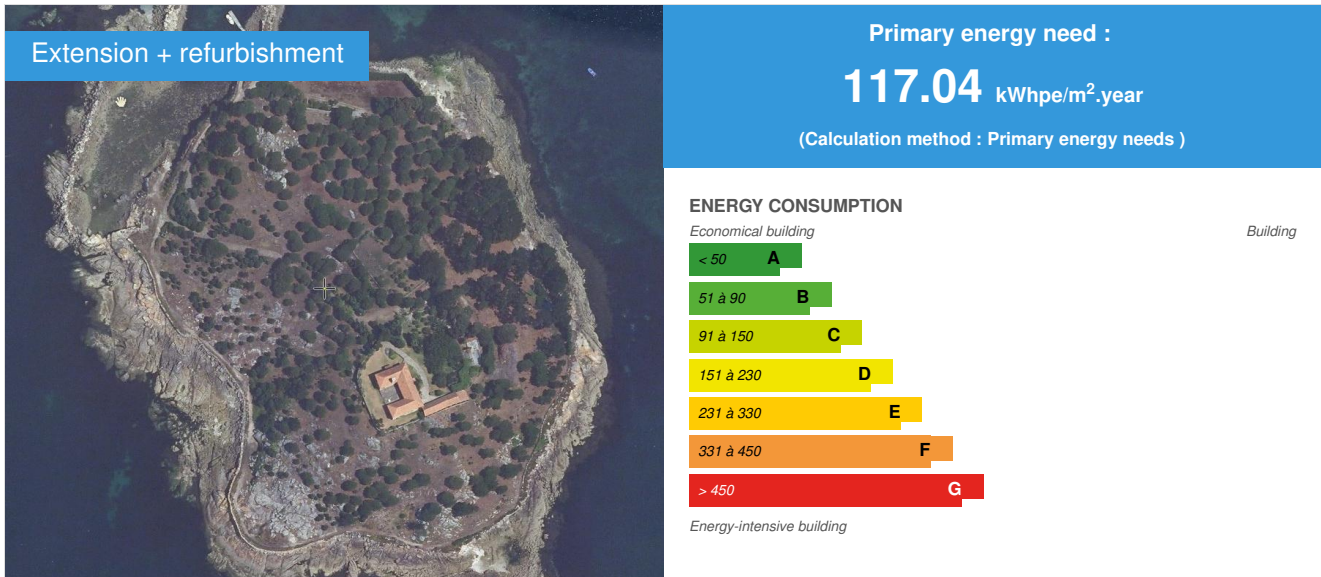 Extension + refurbishment
Primary energy need :
117.04 kWhpe/m².year
(Calculation method : Primary energy needs )
ENERGY CONSUMPTION
Economical building
Building
< 50 A
51 à 90 B
91 à 150 C
151 à 230 D
231 à 330 E
331 à 450 F
> 450 G
Energy-intensive building